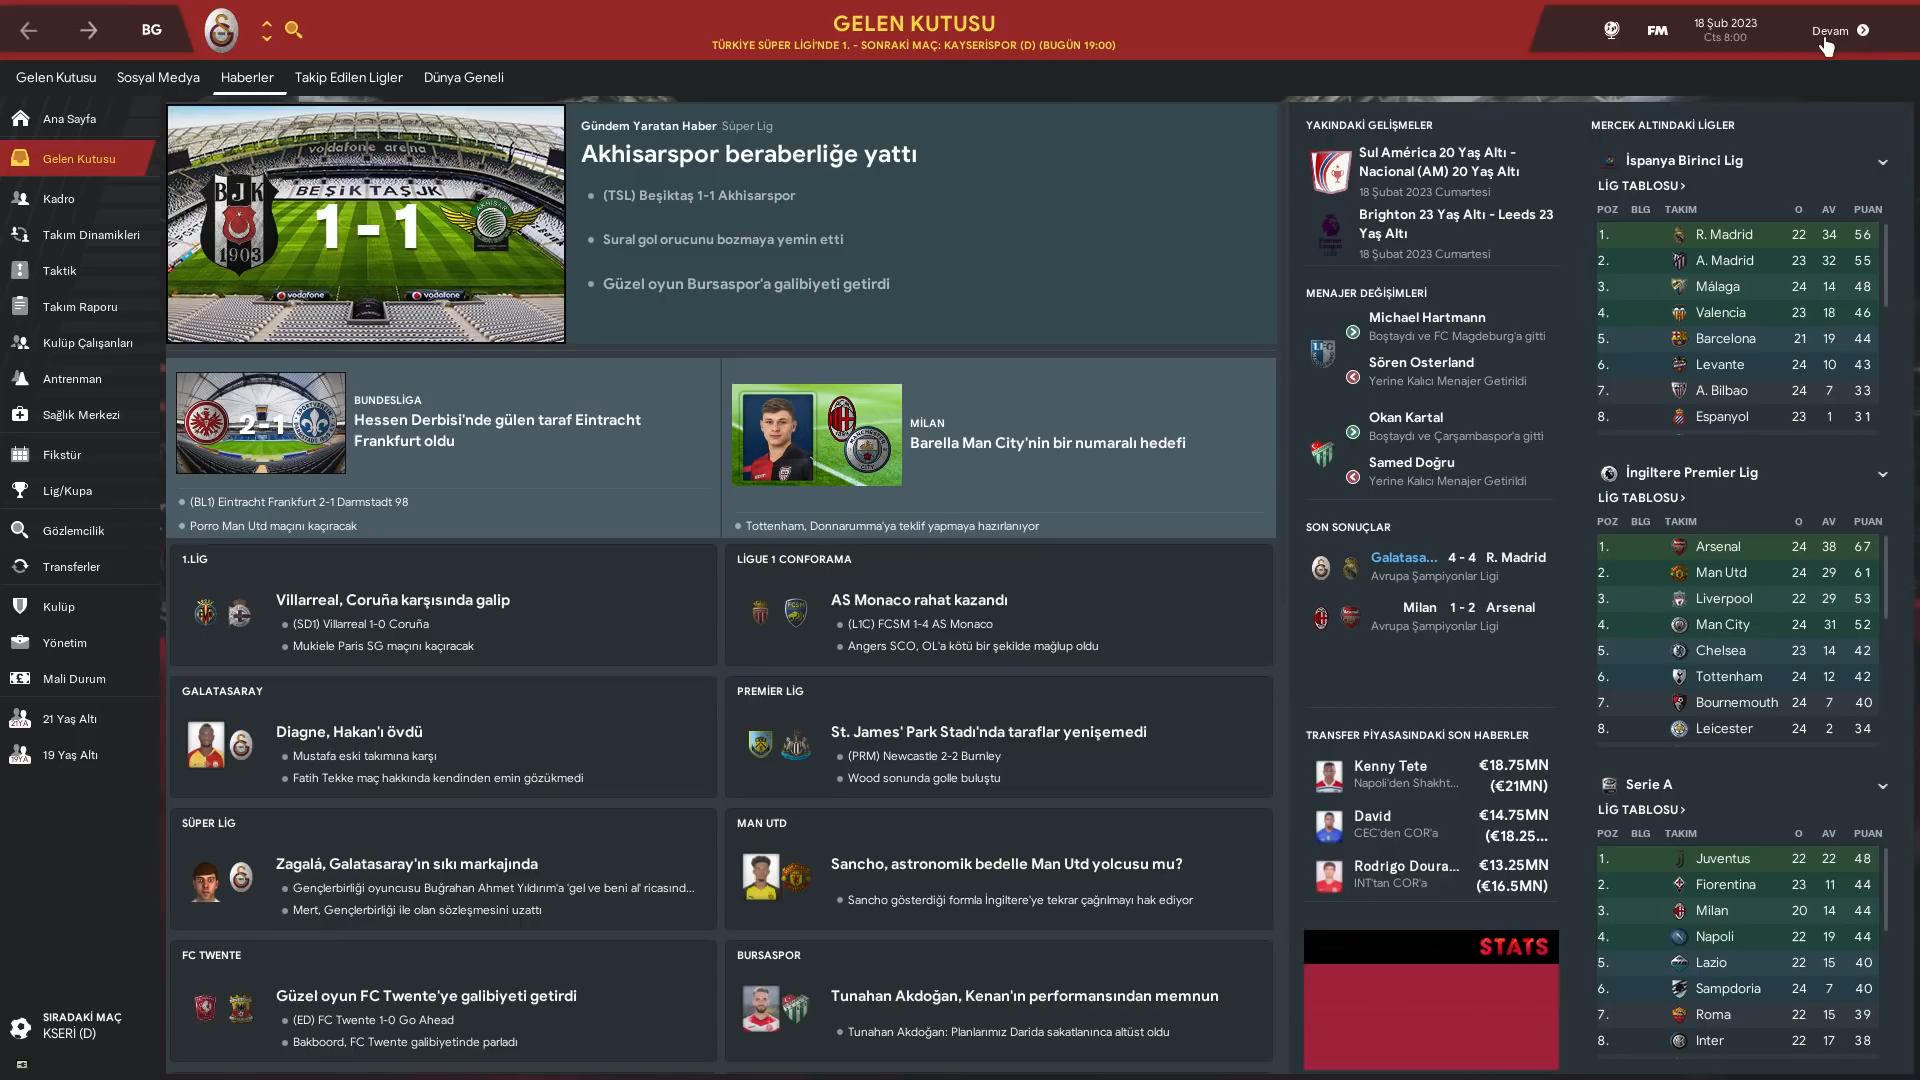 BG
GELEN KUTUSU
TÜRKİYE SÜPER LİGİ'NDE 1. - SONRAKİ MAÇ: KAYSERİSPOR (D) (BUGÜN 19:00)
FM
18 Şub 2023
Cts 8:00
Devam
Gelen Kutusu
Sosyal Medya
Haberler
Takip Edilen Ligler
Dünya Geneli
Ana Sayfa
Gelen Kutusu
Kadro
Takım Dinamikleri
Taktik
Takım Raporu
Kulüp Çalışanları
Antrenman
Sağlık Merkezi
Fikstür
Lig/Kupa
Gözlemcilik
Transferler
Kulüp
Yönetim
Mali Durum
21YA
21 Yaş Altı
19YA
19 Yaş Altı
SIRADAKİ MAÇ
KSERİ (D)
vodafone arena
BEŞİKTAŞ JK
BJK
1903
1 - 1
AKHİSAR
vodafone
vodafone
Gündem Yaratan Haber Süper Lig
Akhisarspor beraberliğe yattı
(TSL) Beşiktaş 1-1 Akhisarspor
Sural gol orucunu bozmaya yemin etti
Güzel oyun Bursaspor'a galibiyeti getirdi
2-1
BUNDESLIGA
Hessen Derbisi'nde gülen taraf Eintracht
Frankfurt oldu
(BL1) Eintracht Frankfurt 2-1 Darmstadt 98
Porro Man Utd maçını kaçıracak
MİLAN
Barella Man City'nin bir numaralı hedefi
Tottenham, Donnarumma'ya teklif yapmaya hazırlanıyor
1.LİG
Villarreal, Coruña karşısında galip
(SD1) Villarreal 1-0 Coruña
Mukiele Paris SG maçını kaçıracak
LİGUE 1 CONFORAMA
AS Monaco rahat kazandı
(L1C) FCSM 1-4 AS Monaco
Angers SCO, OL'a kötü bir şekilde mağlup oldu
GALATASARAY
Diagne, Hakan'ı övdü
Mustafa eski takımına karşı
Fatih Tekke maç hakkında kendinden emin gözükmedi
PREMİER LİG
St. James' Park Stadı'nda taraflar yenişemedi
(PRM) Newcastle 2-2 Burnley
Wood sonunda golle buluştu
SÜPER LİG
Zagalá, Galatasaray'ın sıkı markajında
Gençlerbirliği oyuncusu Buğrahan Ahmet Yıldırım'a 'gel ve beni al' ricasınd...
Mert, Gençlerbirliği ile olan sözleşmesini uzattı
MAN UTD
Sancho, astronomik bedelle Man Utd yolcusu mu?
Sancho gösterdiği formla İngiltere'ye tekrar çağrılmayı hak ediyor
FC TWENTE
Güzel oyun FC Twente'ye galibiyeti getirdi
(ED) FC Twente 1-0 Go Ahead
Bakboord, FC Twente galibiyetinde parladı
BURSASPOR
Tunahan Akdoğan, Kenan'ın performansından memnun
Tunahan Akdoğan: Planlarımız Darida sakatlanınca altüst oldu
YAKINDAKİ GELİŞMELER
Sul América 20 Yaş Altı -
Nacional (AM) 20 Yaş Altı
18 Şubat 2023 Cumartesi
Brighton 23 Yaş Altı - Leeds 23
Yaş Altı
18 Şubat 2023 Cumartesi
MENAJER DEĞİŞİMLERİ
Michael Hartmann
Boştaydı ve FC Magdeburg'a gitti
Sören Osterland
Yerine Kalıcı Menajer Getirildi
Okan Kartal
Boştaydı ve Çarşambaspor'a gitti
Samed Doğru
Yerine Kalıcı Menajer Getirildi
SON SONUÇLAR
Galatasa... 4 - 4 R. Madrid
Avrupa Şampiyonlar Ligi
Milan 1 - 2 Arsenal
Avrupa Şampiyonlar Ligi
TRANSFER PİYASASINDAKİ SON HABERLER
Kenny Tete €18.75MN
Napoli'den Shakht... (€21MN)
David €14.75MN
CEC'den COR'a (€18.25...
Rodrigo Doura... €13.25MN
INT'tan COR'a (€16.5MN)
STATS
MERCEK ALTINDAKİ LİGLER
İspanya Birinci Lig
LİG TABLOSU>
POZ BLG TAKIM O AV PUAN
1. R. Madrid 22 34 56
2. A. Madrid 23 32 55
3. Málaga 24 14 48
4. Valencia 23 18 46
5. Barcelona 21 19 44
6. Levante 24 10 43
7. A. Bilbao 24 7 33
8. Espanyol 23 1 31
İngiltere Premier Lig
LİG TABLOSU>
POZ BLG TAKIM O AV PUAN
1. Arsenal 24 38 67
2. Man Utd 24 29 61
3. Liverpool 22 29 53
4. Man City 24 31 52
5. Chelsea 23 14 42
6. Tottenham 24 12 42
7. Bournemouth 24 7 40
8. Leicester 24 2 34
Serie A
LİG TABLOSU>
POZ BLG TAKIM O AV PUAN
1. Juventus 22 22 48
2. Fiorentina 23 11 44
3. Milan 20 14 44
4. Napoli 22 19 44
5. Lazio 22 15 40
6. Sampdoria 24 7 40
7. Roma 22 15 39
8. Inter 22 17 38